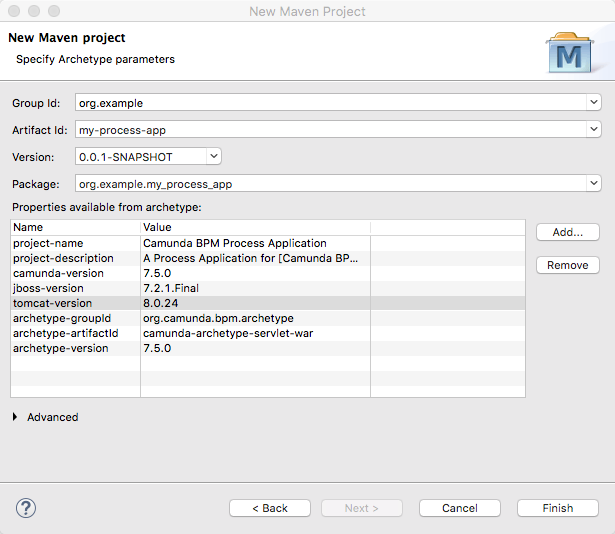 New Maven Project
New Maven project
Specify Archetype parameters
M
Group Id: org.example
Artifact Id: my-process-app
Version: 0.0.1-SNAPSHOT
Package: org.example.my_process_app
Properties available from archetype:
Name Value
project-name Camunda BPM Process Application
project-description A Process Application for [Camunda BP...
camunda-version 7.5.0
jboss-version 7.2.1.Final
tomcat-version 8.0.24
archetype-groupId org.camunda.bpm.archetype
archetype-artifactId camunda-archetype-servlet-war
archetype-version 7.5.0
Add...
Remove
Advanced
? < Back Next > Cancel Finish